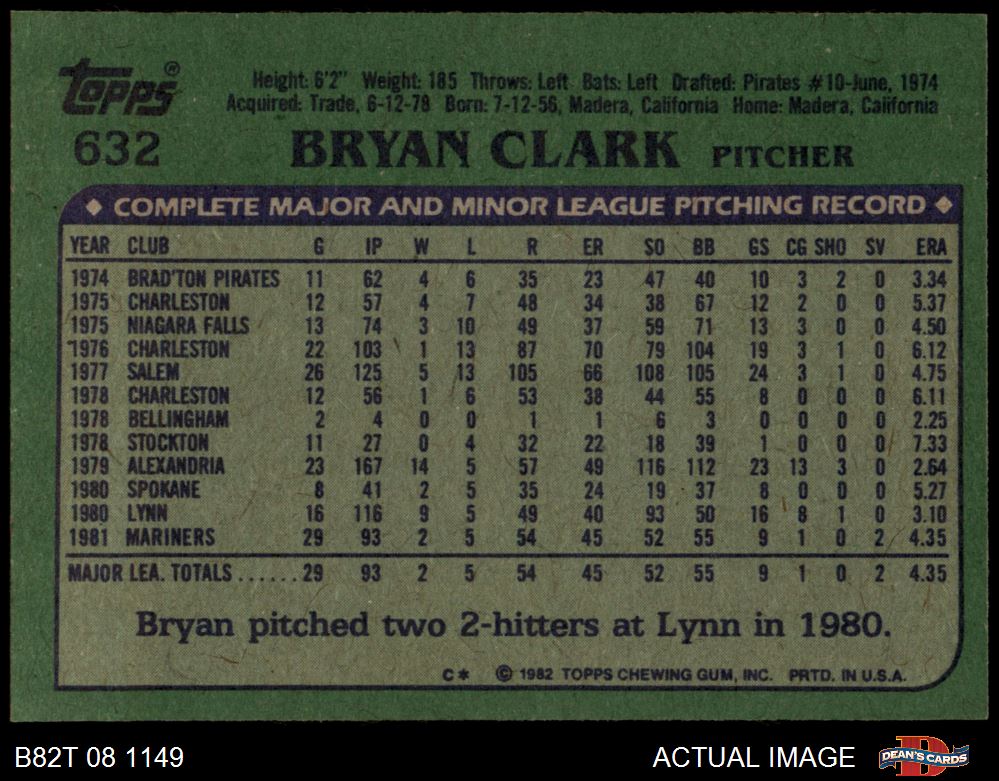 Topps® Height: 6'2" Weight: 185 Throws: Left Bats: Left Drafted: Pirates #10-June, 1974
Acquired: Trade, 6-12-78 Born: 7-12-56, Madera, California Home: Madera, California
632 BRYAN CLARK PITCHER
◆ COMPLETE MAJOR AND MINOR LEAGUE PITCHING RECORD ◆
YEAR CLUB G IP W L R ER SO BB GS CG SHO SV ERA
1974 BRAD'TON PIRATES 11 62 4 6 35 23 47 40 10 3 2 0 3.34
1975 CHARLESTON 12 57 4 7 48 34 38 67 12 2 0 0 5.37
1975 NIAGARA FALLS 13 74 3 10 49 37 59 71 13 3 0 0 4.50
1976 CHARLESTON 22 103 1 13 87 70 79 104 19 3 1 0 6.12
1977 SALEM 26 125 5 13 105 66 108 105 24 3 1 0 4.75
1978 CHARLESTON 12 56 1 6 53 38 44 55 8 0 0 0 6.11
1978 BELLINGHAM 2 4 0 0 1 1 6 3 0 0 0 0 2.25
1978 STOCKTON 11 27 0 4 32 22 18 39 1 0 0 0 7.33
1979 ALEXANDRIA 23 167 14 5 57 49 116 112 23 13 3 0 2.64
1980 SPOKANE 8 41 2 5 35 24 19 37 8 0 0 0 5.27
1980 LYNN 16 116 9 5 49 40 93 50 16 8 1 0 3.10
1981 MARINERS 29 93 2 5 54 45 52 55 9 1 0 2 4.35
MAJOR LEA. TOTALS ...... 29 93 2 5 54 45 52 55 9 1 0 2 4.35
Bryan pitched two 2-hitters at Lynn in 1980.
C* © 1982 TOPPS CHEWING GUM, INC. PRTD. IN U.S.A.
B82T 08 1149 ACTUAL IMAGE DEAN'S CARDS